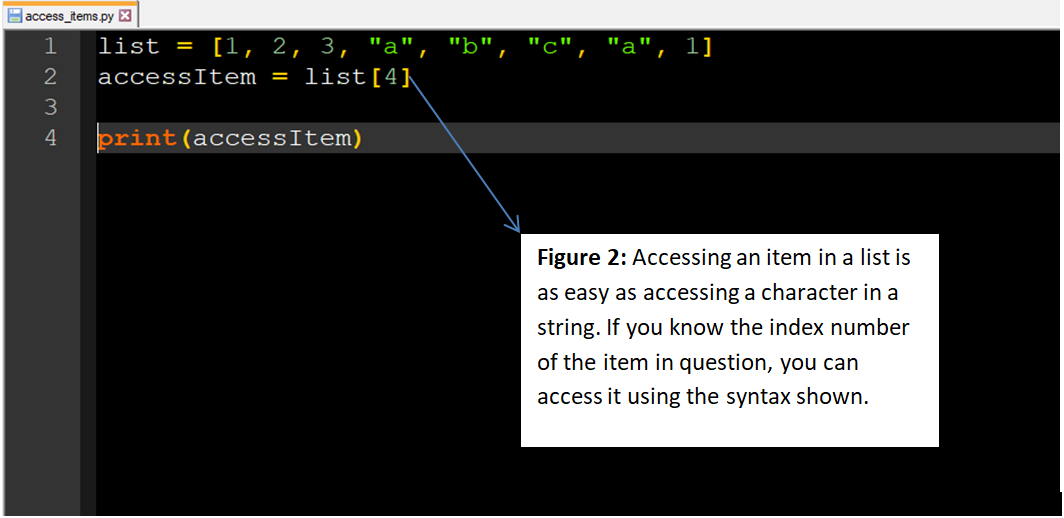 access_items.py
1 list = [1, 2, 3, "a", "b", "c", "a", 1]
2 accessItem = list[4]
3
4 print(accessItem)
Figure 2: Accessing an item in a list is
as easy as accessing a character in a
string. If you know the index number
of the item in question, you can
access it using the syntax shown.